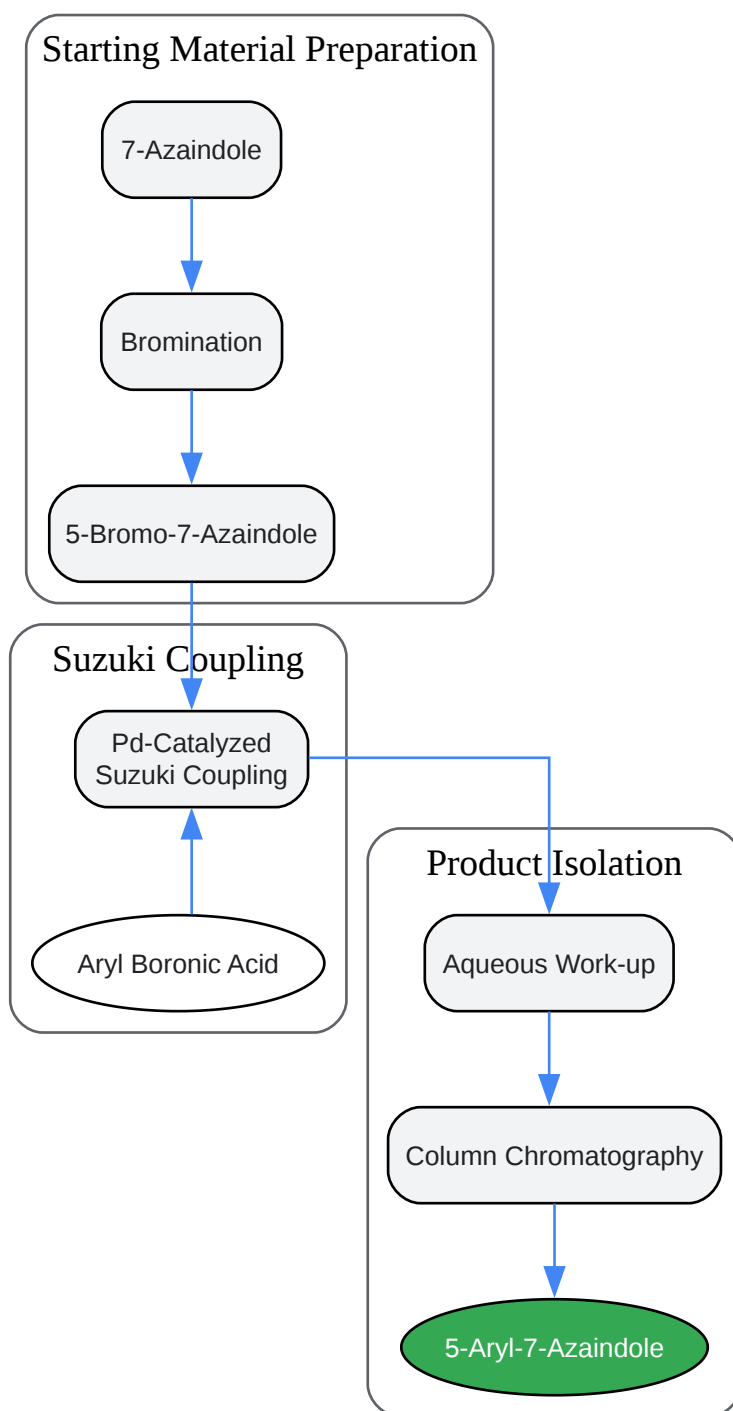 Starting Material Preparation
7-Azaindole
Bromination
5-Bromo-7-Azaindole
Suzuki Coupling
Pd-Catalyzed
Suzuki Coupling
Aryl Boronic Acid
Product Isolation
Aqueous Work-up
Column Chromatography
5-Aryl-7-Azaindole